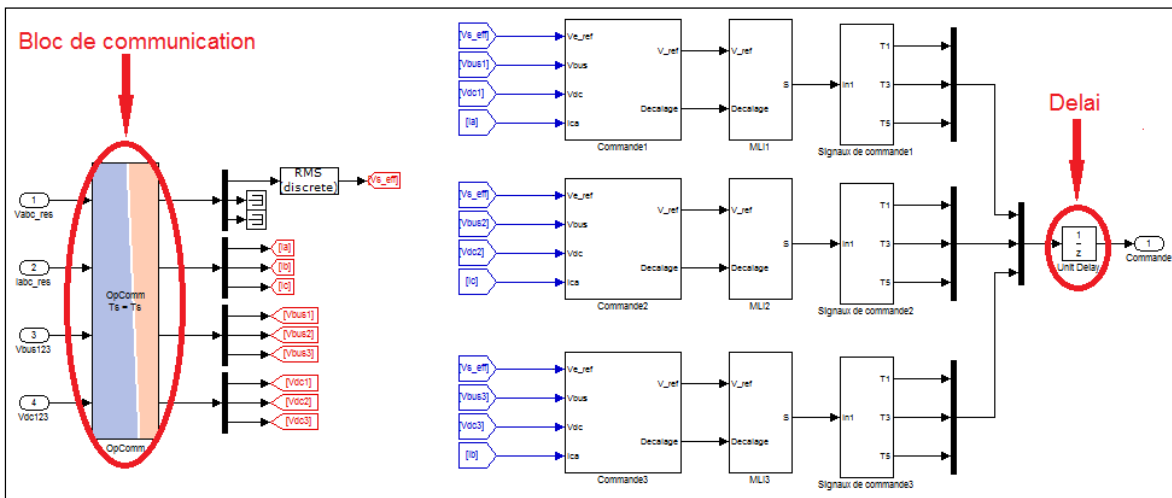 Bloc de communication
1
Vabc_res
2
Iabc_res
3
Vbus123
4
Vdc123
OpComm
Ts = Ts
OpComm
RMS
discrete)
[Vs_eff]
[Ia]
[Ib]
[Ic]
[Vbus1]
[Vbus2]
[Vbus3]
[Vdc1]
[Vdc2]
[Vdc3]
[Vs_eff]
[Vbus1]
[Vdc1]
[Ia]
Ve_ref
Vbus
Vdc
Ica
V_ref
Decalage
Commande1
V_ref
Decalage
S
MLI1
In1
T1
T3
T5
Signaux de commande1
[Vs_eff]
[Vbus2]
[Vdc2]
[Ic]
Ve_ref
Vbus
Vdc
Ica
V_ref
Decalage
Commande2
V_ref
Decalage
S
MLI2
In1
T1
T3
T5
Signaux de commande2
[Vs_eff]
[Vbus3]
[Vdc3]
[Ib]
Ve_ref
Vbus
Vdc
Ica
V_ref
Decalage
Commande3
V_ref
Decalage
S
MLI3
In1
T1
T3
T5
Signaux de commande3
Delai
1
z
Unit Delay
1
Commande